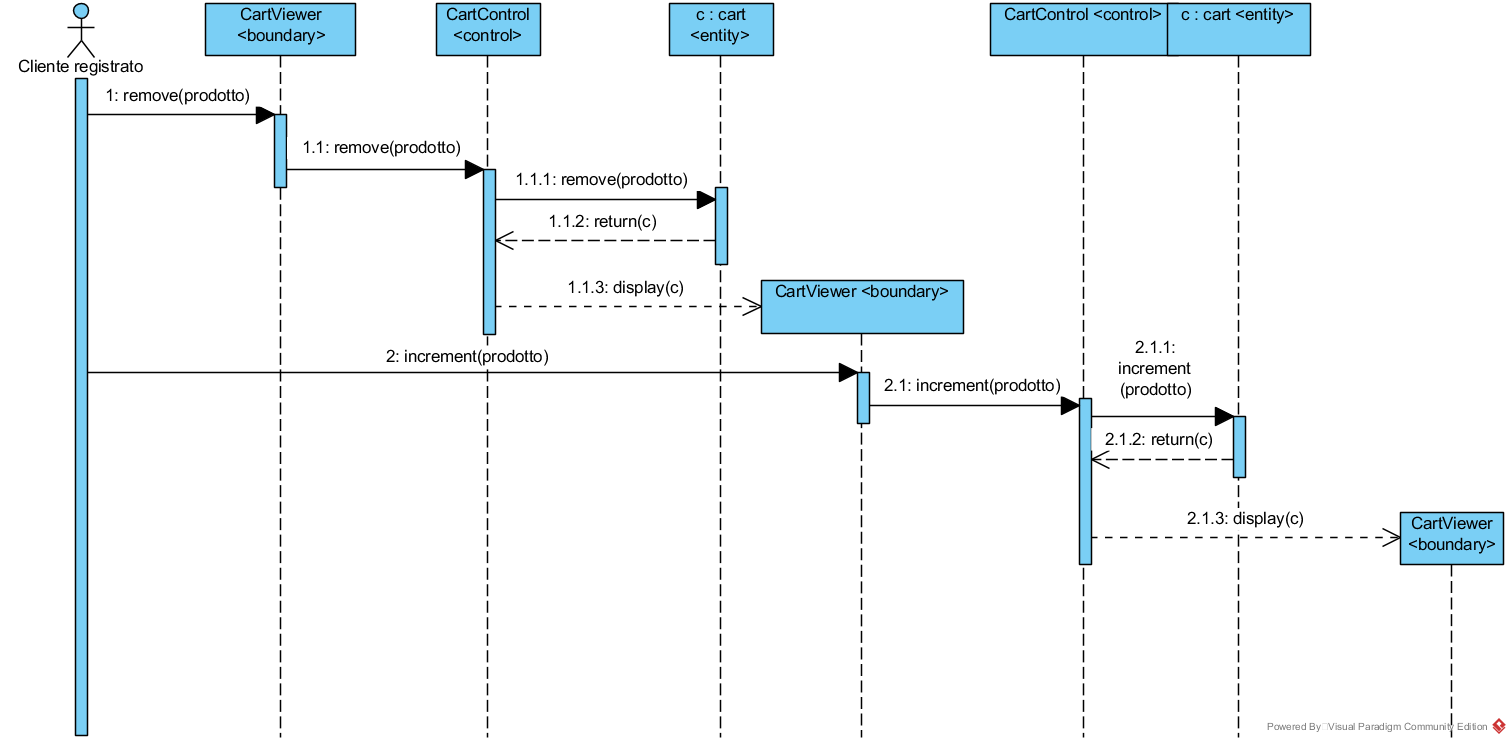 Cliente registrato
CartViewer
<boundary>
CartControl
<control>
c : cart
<entity>
CartControl <control>
c : cart <entity>
1: remove(prodotto)
1.1: remove(prodotto)
1.1.1: remove(prodotto)
1.1.2: return(c)
1.1.3: display(c)
CartViewer <boundary>
2: increment(prodotto)
2.1: increment(prodotto)
2.1.1:
increment
(prodotto)
2.1.2: return(c)
2.1.3: display(c)
CartViewer
<boundary>
Powered By Visual Paradigm Community Edition